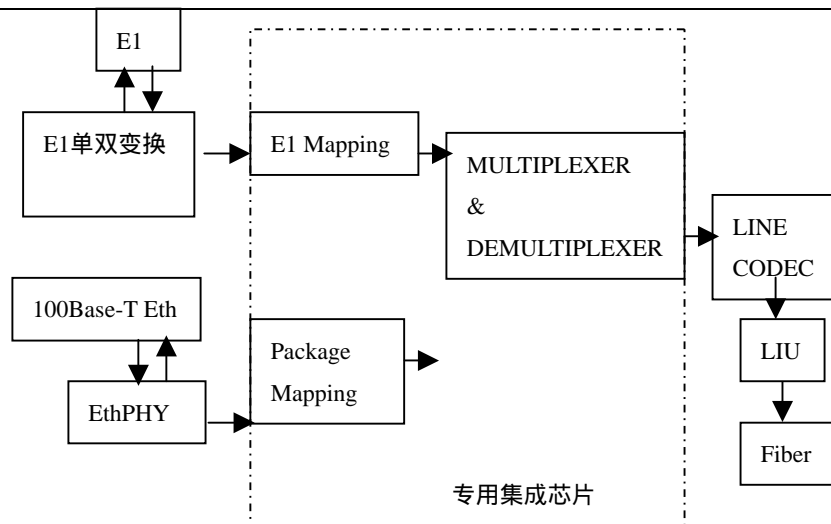 E1
E1单双变换
E1 Mapping
MULTIPLEXER
&
DEMULTIPLEXER
LINE
CODEC
100Base-T Eth
Package
Mapping
LIU
EthPHY
Fiber
专用集成芯片